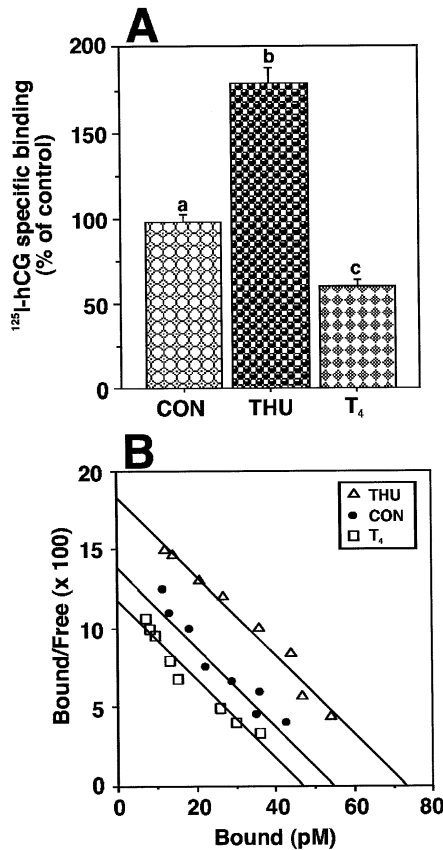 A
¹²⁵I-hCG specific binding
(% of control)
200
150
100
50
0
a
b
c
CON THU T₄
B
Bound/Free (x 100)
20
15
10
5
0
THU
CON
T₄
0 20 40 60 80
Bound (pM)